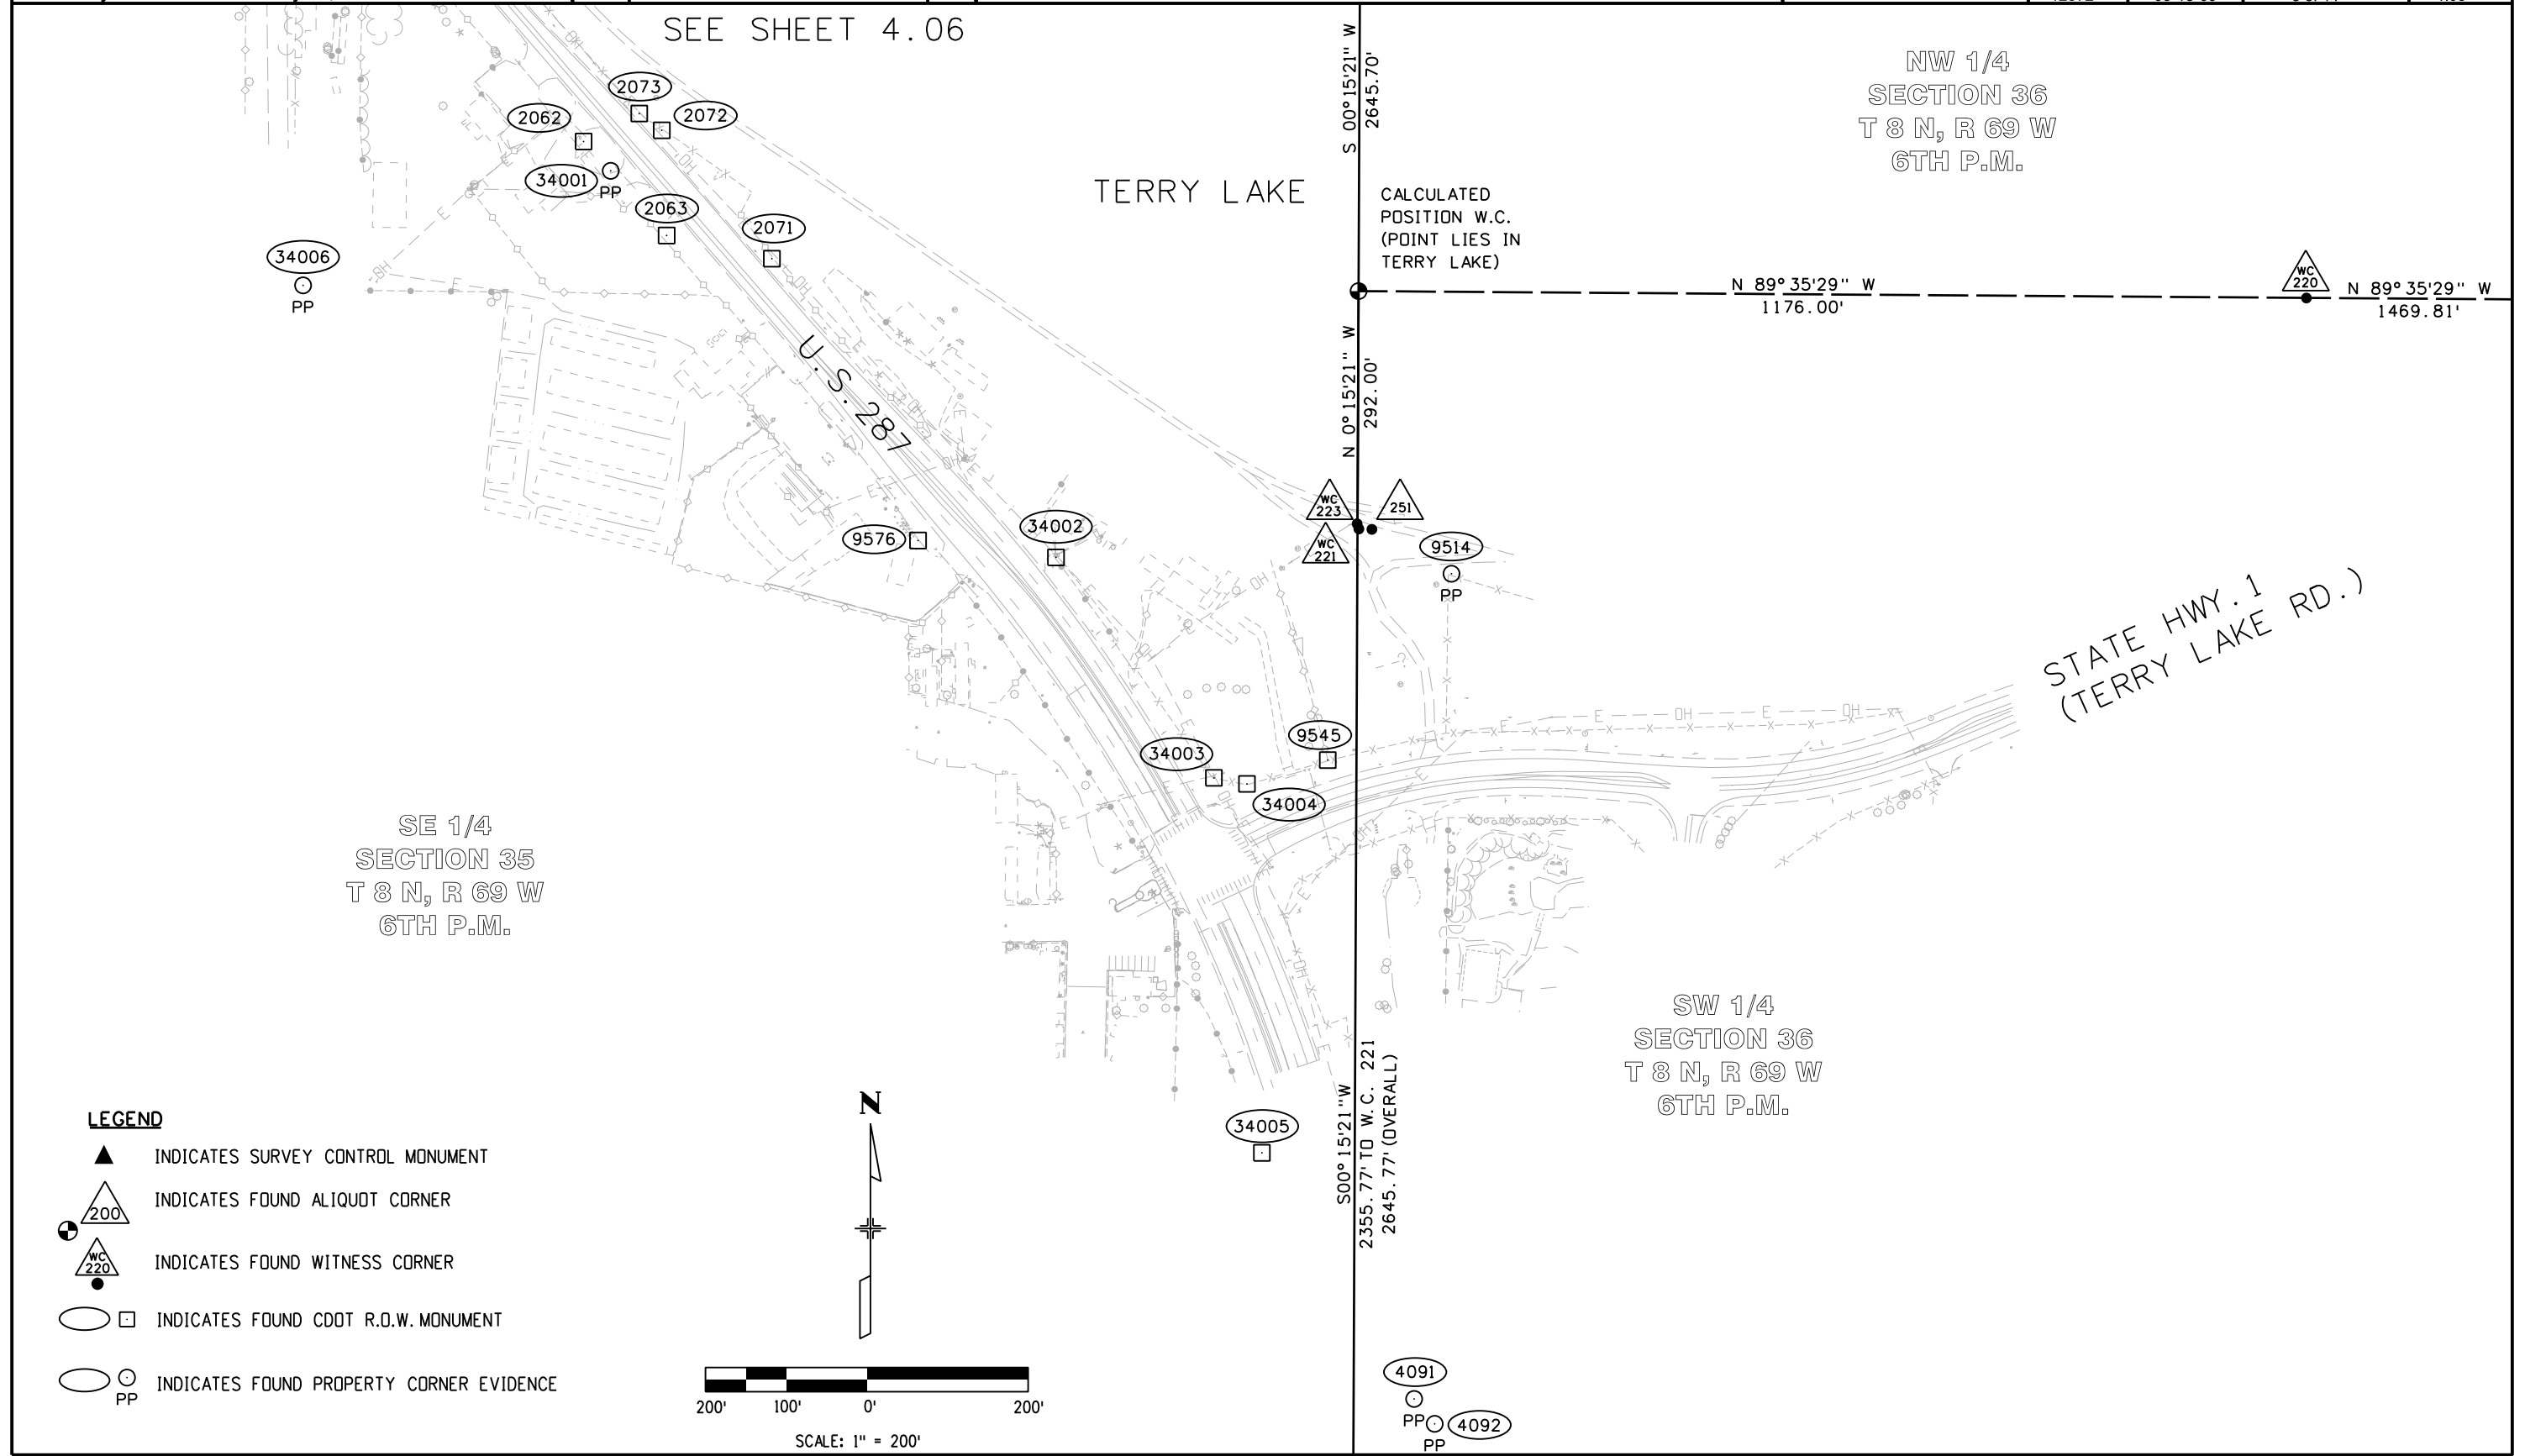 SEE SHEET 4.06
NW 1/4
SECTION 36
T 8 N, R 69 W
6TH P.M.
S 00°15'21" W
2645.70'
2073
2062
2072
34001
PP
2063
2071
34006
PP
TERRY LAKE
CALCULATED
POSITION W.C.
(POINT LIES IN
TERRY LAKE)
N 89°35'29" W
1176.00'
WC
220
N 89°35'29" W
1469.81'
N 0°15'21" W
292.00'
U.S. 287
WC
223
251
WC
221
9576
34002
9514
PP
STATE HWY. 1
(TERRY LAKE RD.)
9545
34003
34004
SE 1/4
SECTION 35
T 8 N, R 69 W
6TH P.M.
SW 1/4
SECTION 36
T 8 N, R 69 W
6TH P.M.
S00°15'21"W
2355.77' TO W.C. 221
2645.77' (OVERALL)
34005
LEGEND
INDICATES SURVEY CONTROL MONUMENT
200
INDICATES FOUND ALIQUOT CORNER
WC
220
INDICATES FOUND WITNESS CORNER
INDICATES FOUND CDOT R.O.W. MONUMENT
PP
INDICATES FOUND PROPERTY CORNER EVIDENCE
N
200' 100' 0' 200'
SCALE: 1" = 200'
4091
PP
4092
PP